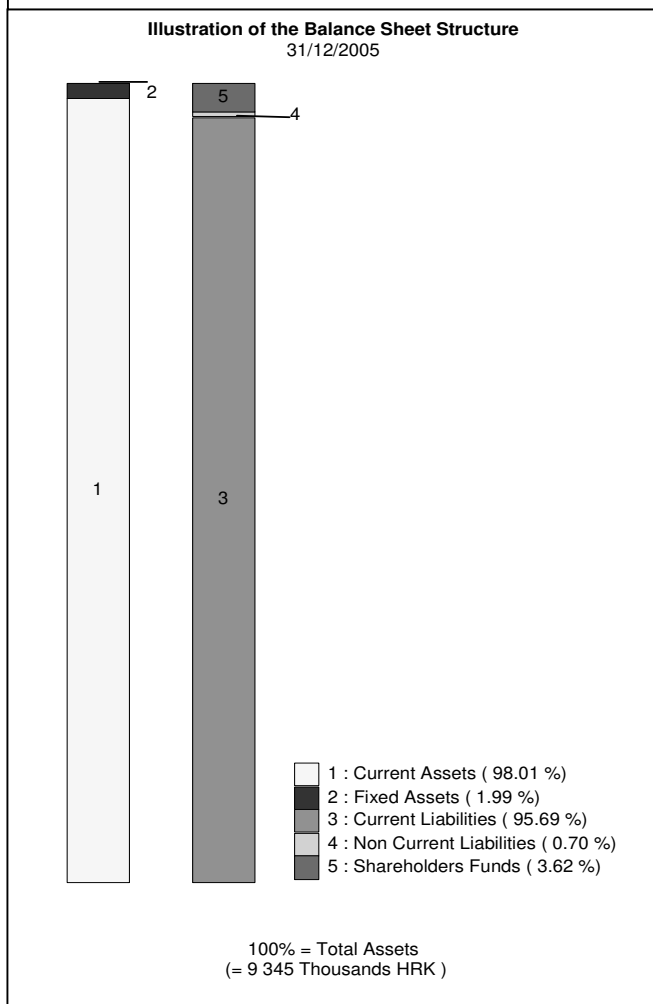 Illustration of the Balance Sheet Structure
31/12/2005
2
5
4
1
3
1 : Current Assets ( 98.01 %)
2 : Fixed Assets ( 1.99 %)
3 : Current Liabilities ( 95.69 %)
4 : Non Current Liabilities ( 0.70 %)
5 : Shareholders Funds ( 3.62 %)
100% = Total Assets
(= 9 345 Thousands HRK )